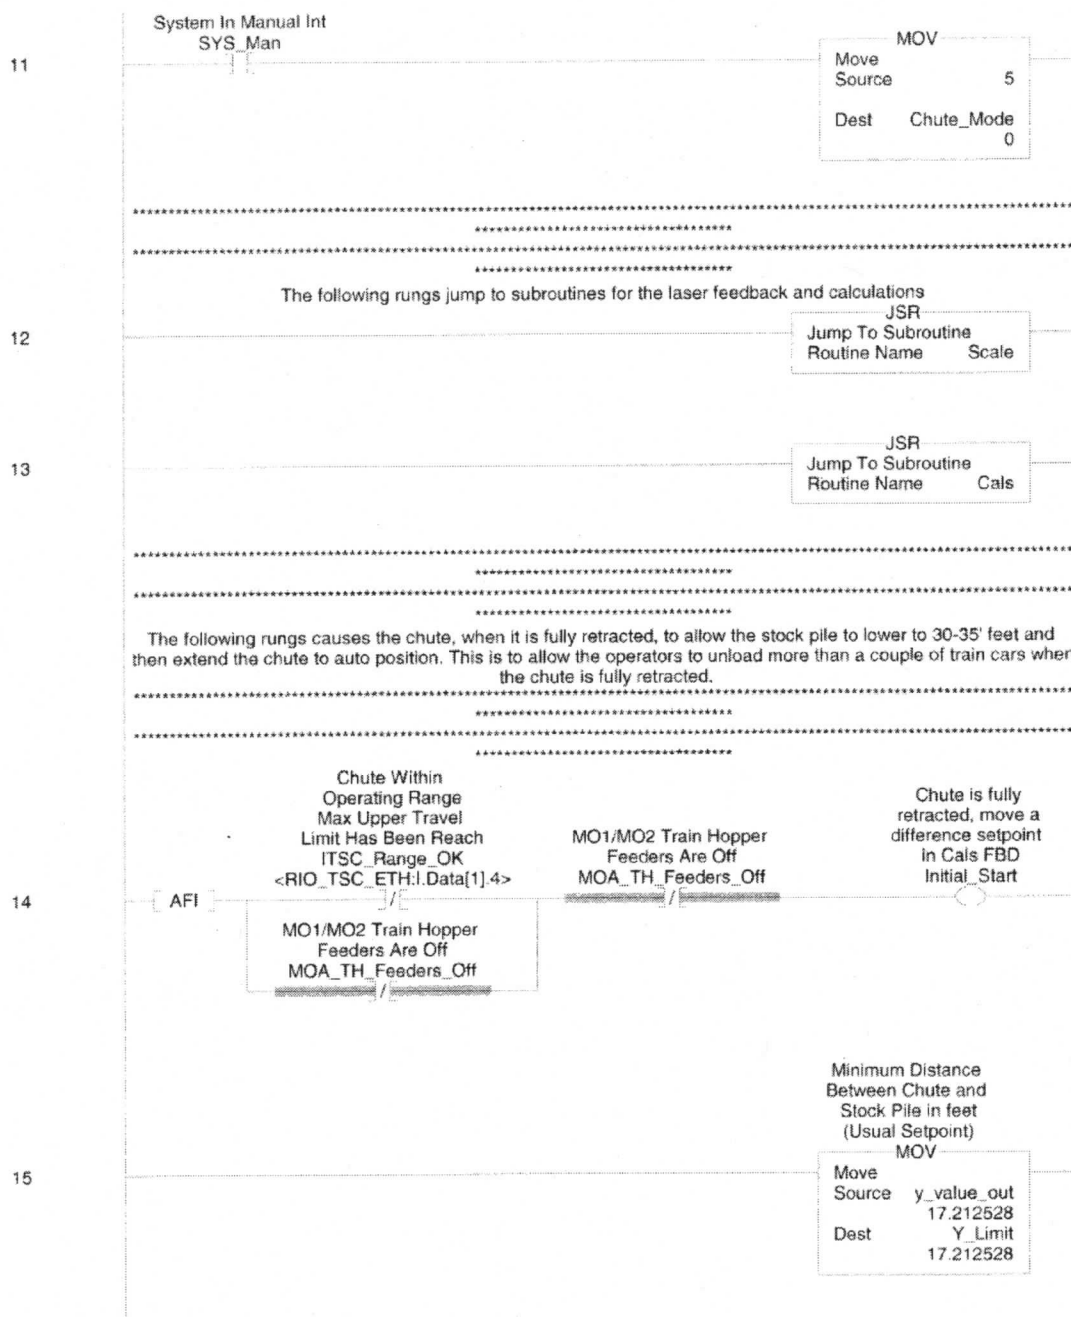 System In Manual Int
SYS_Man
11
MOV
Move
Source 5
Dest Chute_Mode
0
************************************************************************************************************************
************************************
************************************************************************************************************************
************************************
The following rungs jump to subroutines for the laser feedback and calculations
12
JSR
Jump To Subroutine
Routine Name Scale
13
JSR
Jump To Subroutine
Routine Name Cals
************************************************************************************************************************
************************************
************************************************************************************************************************
************************************
The following rungs causes the chute, when it is fully retracted, to allow the stock pile to lower to 30-35' feet and
then extend the chute to auto position. This is to allow the operators to unload more than a couple of train cars when
the chute is fully retracted.
************************************************************************************************************************
************************************
************************************************************************************************************************
************************************
14
AFI
Chute Within
Operating Range
Max Upper Travel
Limit Has Been Reach
ITSC_Range_OK
<RIO_TSC_ETH:I.Data[1].4>
/
MO1/MO2 Train Hopper
Feeders Are Off
MOA_TH_Feeders_Off
/
Chute is fully
retracted, move a
difference setpoint
in Cals FBD
Initial_Start
MO1/MO2 Train Hopper
Feeders Are Off
MOA_TH_Feeders_Off
/
Minimum Distance
Between Chute and
Stock Pile in feet
(Usual Setpoint)
15
MOV
Move
Source y_value_out
17.212528
Dest Y_Limit
17.212528